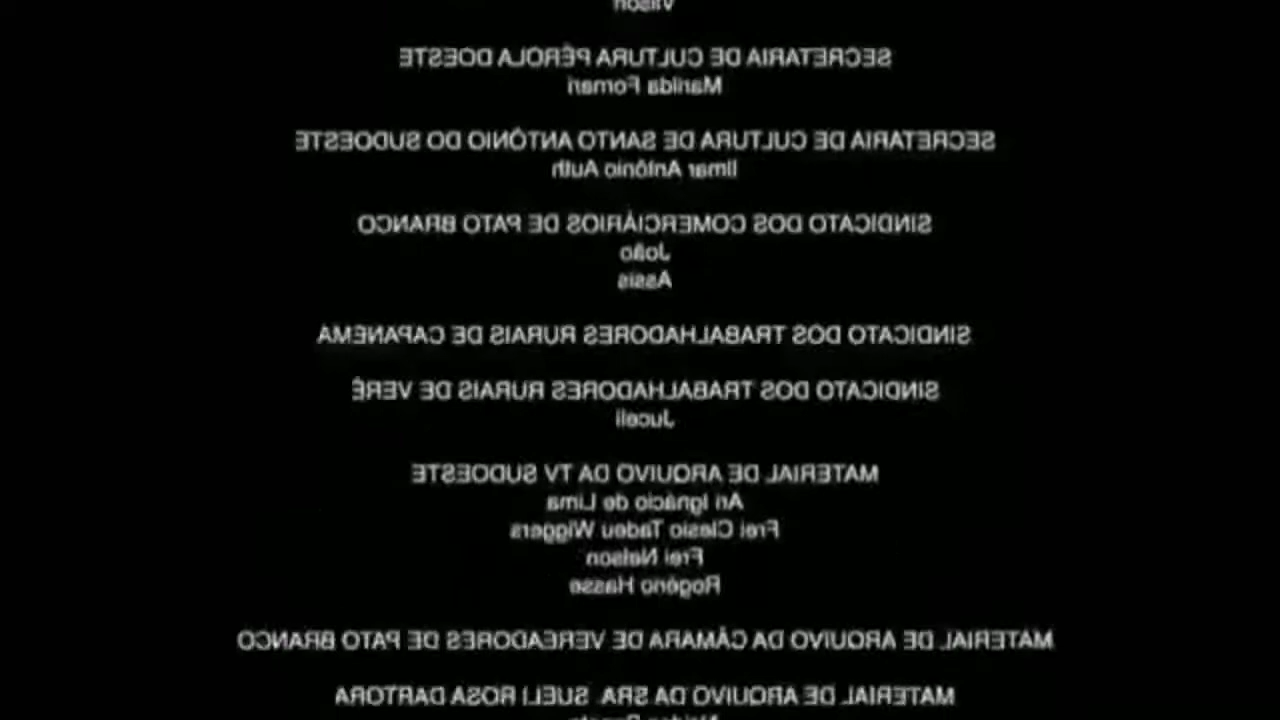 Vilson
SECRETARIA DE CULTURA PÉROLA DOESTE
Marilda Fornari
SECRETARIA DE CULTURA DE SANTO ANTÔNIO DO SUDOESTE
Ilmar Antônio Auth
SINDICATO DOS COMERCIÁRIOS DE PATO BRANCO
João
Assis
SINDICATO DOS TRABALHADORES RURAIS DE CAPANEMA
SINDICATO DOS TRABALHADORES RURAIS DE VERÊ
Juceli
MATERIAL DE ARQUIVO DA TV SUDOESTE
Ari Ignácio de Lima
Frei Clesio Tadeu Wiggers
Frei Nelson
Rogério Hasse
MATERIAL DE ARQUIVO DA CÂMARA DE VEREADORES DE PATO BRANCO
MATERIAL DE ARQUIVO DA SRA. SUELI ROSA DARTORA